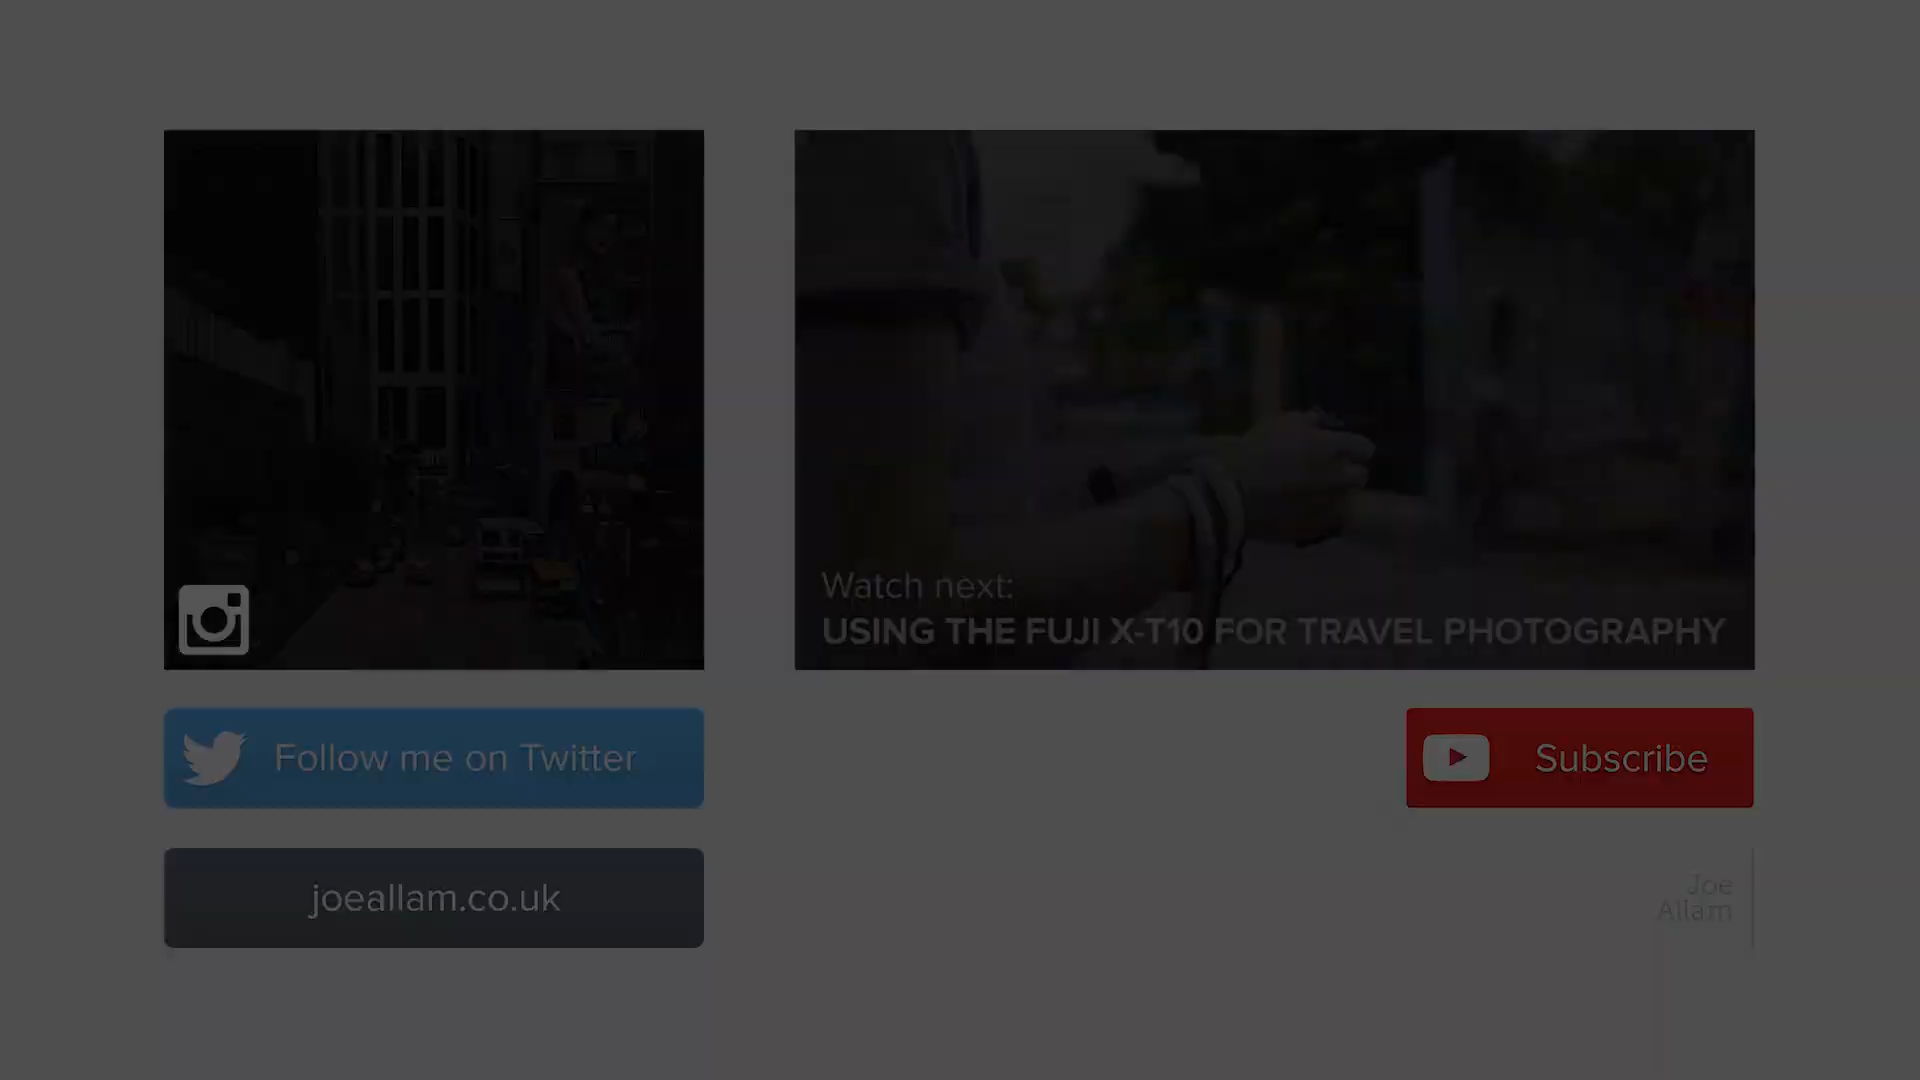 Watch next:
USING THE FUJI X-T10 FOR TRAVEL PHOTOGRAPHY
Follow me on Twitter
Subscribe
joeallam.co.uk
Joe
Allam